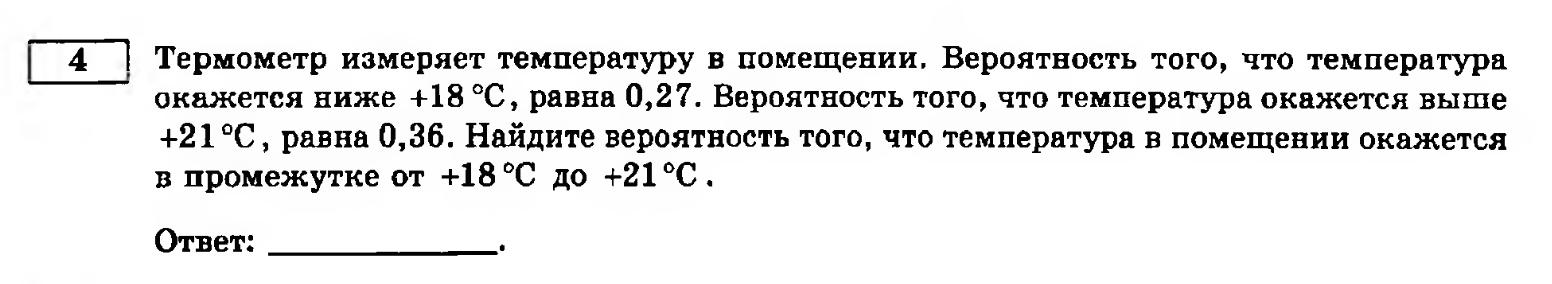 4 Термометр измеряет температуру в помещении. Вероятность того, что температура
окажется ниже +18 °C, равна 0,27. Вероятность того, что температура окажется выше
+21 °C, равна 0,36. Найдите вероятность того, что температура в помещении окажется
в промежутке от +18 °C до +21 °C.
Ответ: ______________.